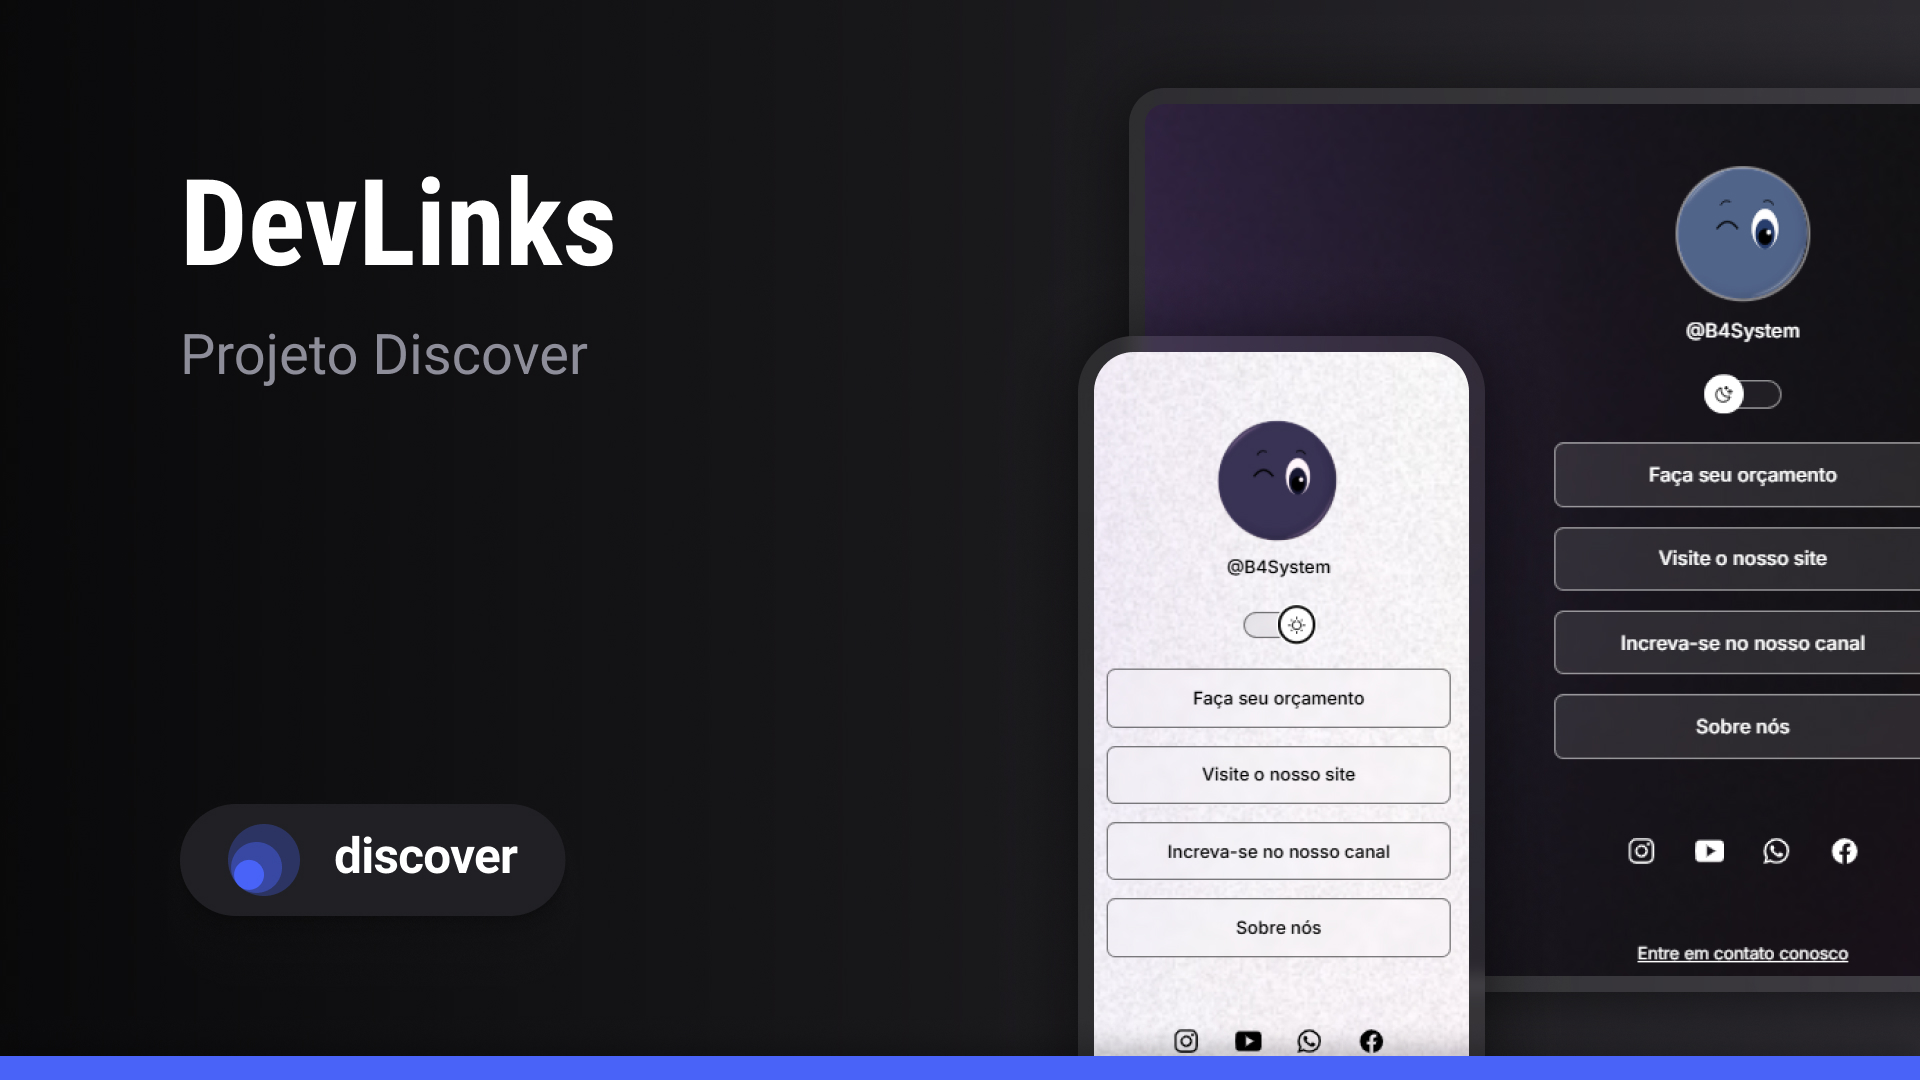 DevLinks
Projeto Discover
discover
@B4System
Faça seu orçamento
Visite o nosso site
Increva-se no nosso canal
Sobre nós
@B4System
Faça seu orçamento
Visite o nosso site
Increva-se no nosso canal
Sobre nós
Entre em contato conosco